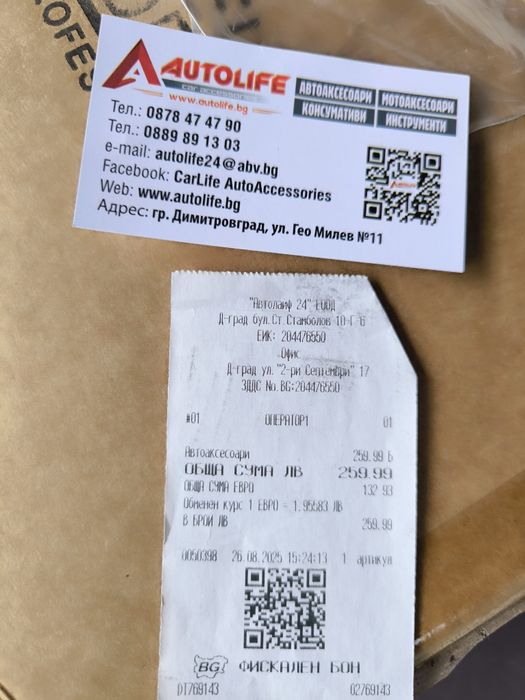 AUTOLIFE
car accessories
www.autolife.bg
АВТОАКСЕСОАРИ
МОТОАКСЕСОАРИ
КОНСУМАТИВИ
ИНСТРУМЕНТИ
Тел.: 0878 47 47 90
Тел.: 0889 89 13 03
e-mail: autolife24@abv.bg
Facebook: CarLife AutoAccessories
Web: www.autolife.bg
Адрес: гр. Димитровград, ул. Гео Милев №11
"Автолайф 24" ЕООД
Д-град бул.Ст.Стамболов 10-Г-6
ЕИК: 204476550
Офис
Д-град ул. "2-ри Септември" 17
ЗДДС No.BG:204476550
#01 ОПЕРАТОР1 01
Автоаксесоари 259.99 Б
ОБЩА СУМА ЛВ 259.99
ОБЩА СУМА ЕВРО 132.93
Обменен курс 1 ЕВРО = 1.95583 ЛВ
В БРОЙ ЛВ 259.99
0050398 26.08.2025 15:24:13 1 артикул
BG ФИСКАЛЕН БОН
DT769143 02769143